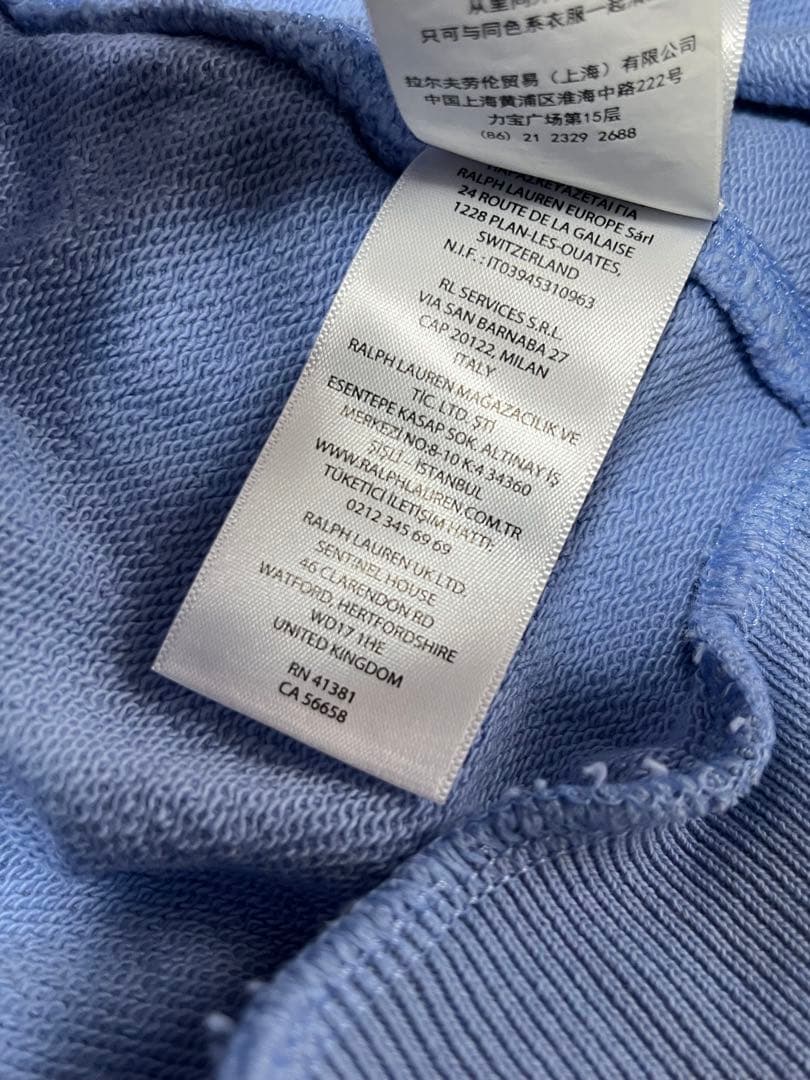 只可与同色系衣服一起
拉尔夫劳伦贸易（上海）有限公司
中国上海黄浦区淮海中路222号
力宝广场第15层
(86) 21 2329 2688
ΠΑΡΑΣΚΕΥΑΖΕΤΑΙ ΓΙΑ
RALPH LAUREN EUROPE Sàrl
24 ROUTE DE LA GALAISE
1228 PLAN-LES-OUATES,
SWITZERLAND
N.I.F. : IT03945310963
RL SERVICES S.R.L.
VIA SAN BARNABA 27
CAP 20122, MILAN
ITALY
RALPH LAUREN MAĞAZACILIK VE
TİC. LTD. ŞTİ
ESENTEPE KASAP SOK. ALTINAY İŞ
MERKEZİ NO:8-10 K:4 34360
ŞİŞLİ - İSTANBUL
WWW.RALPHLAUREN.COM.TR
TÜKETİCİ İLETİŞİM HATTI:
0212 345 69 69
RALPH LAUREN UK LTD.
SENTINEL HOUSE
46 CLARENDON RD
WATFORD, HERTFORDSHIRE
WD17 1HE
UNITED KINGDOM
RN 41381
CA 56658